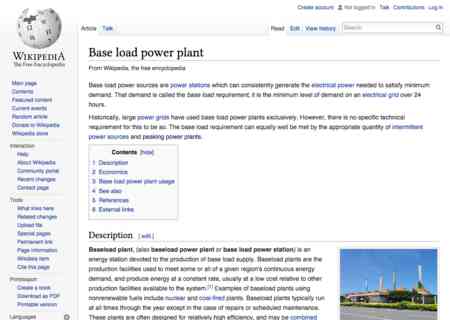 Create account Not logged in Talk Contributions Log in
Article Talk Read Edit View history Search
WIKIPEDIA
The Free Encyclopedia
Main page
Contents
Featured content
Current events
Random article
Donate to Wikipedia
Wikipedia store
Interaction
Help
About Wikipedia
Community portal
Recent changes
Contact page
Tools
What links here
Related changes
Upload file
Special pages
Permanent link
Page information
Wikidata item
Cite this page
Print/export
Create a book
Download as PDF
Printable version
Languages
Base load power plant
From Wikipedia, the free encyclopedia
Base load power sources are power stations which can consistently generate the electrical power needed to satisfy minimum
demand. That demand is called the base load requirement, it is the minimum level of demand on an electrical grid over 24
hours.
Historically, large power grids have used base load power plants exclusively. However, there is no specific technical
requirement for this to be so. The base load requirement can equally well be met by the appropriate quantity of intermittent
power sources and peaking power plants.
Contents [hide]
1 Description
2 Economics
3 Base load power plant usage
4 See also
5 References
6 External links
Description [ edit ]
Baseload plant, (also baseload power plant or base load power station) is an
energy station devoted to the production of base load supply. Baseload plants are the
production facilities used to meet some or all of a given region's continuous energy
demand, and produce energy at a constant rate, usually at a low cost relative to other
production facilities available to the system.[1] Examples of baseload plants using
nonrenewable fuels include nuclear and coal-fired plants. Baseload plants typically run
at all times through the year except in the case of repairs or scheduled maintenance.
These plants are often designed for relatively high efficiency, and may be combined